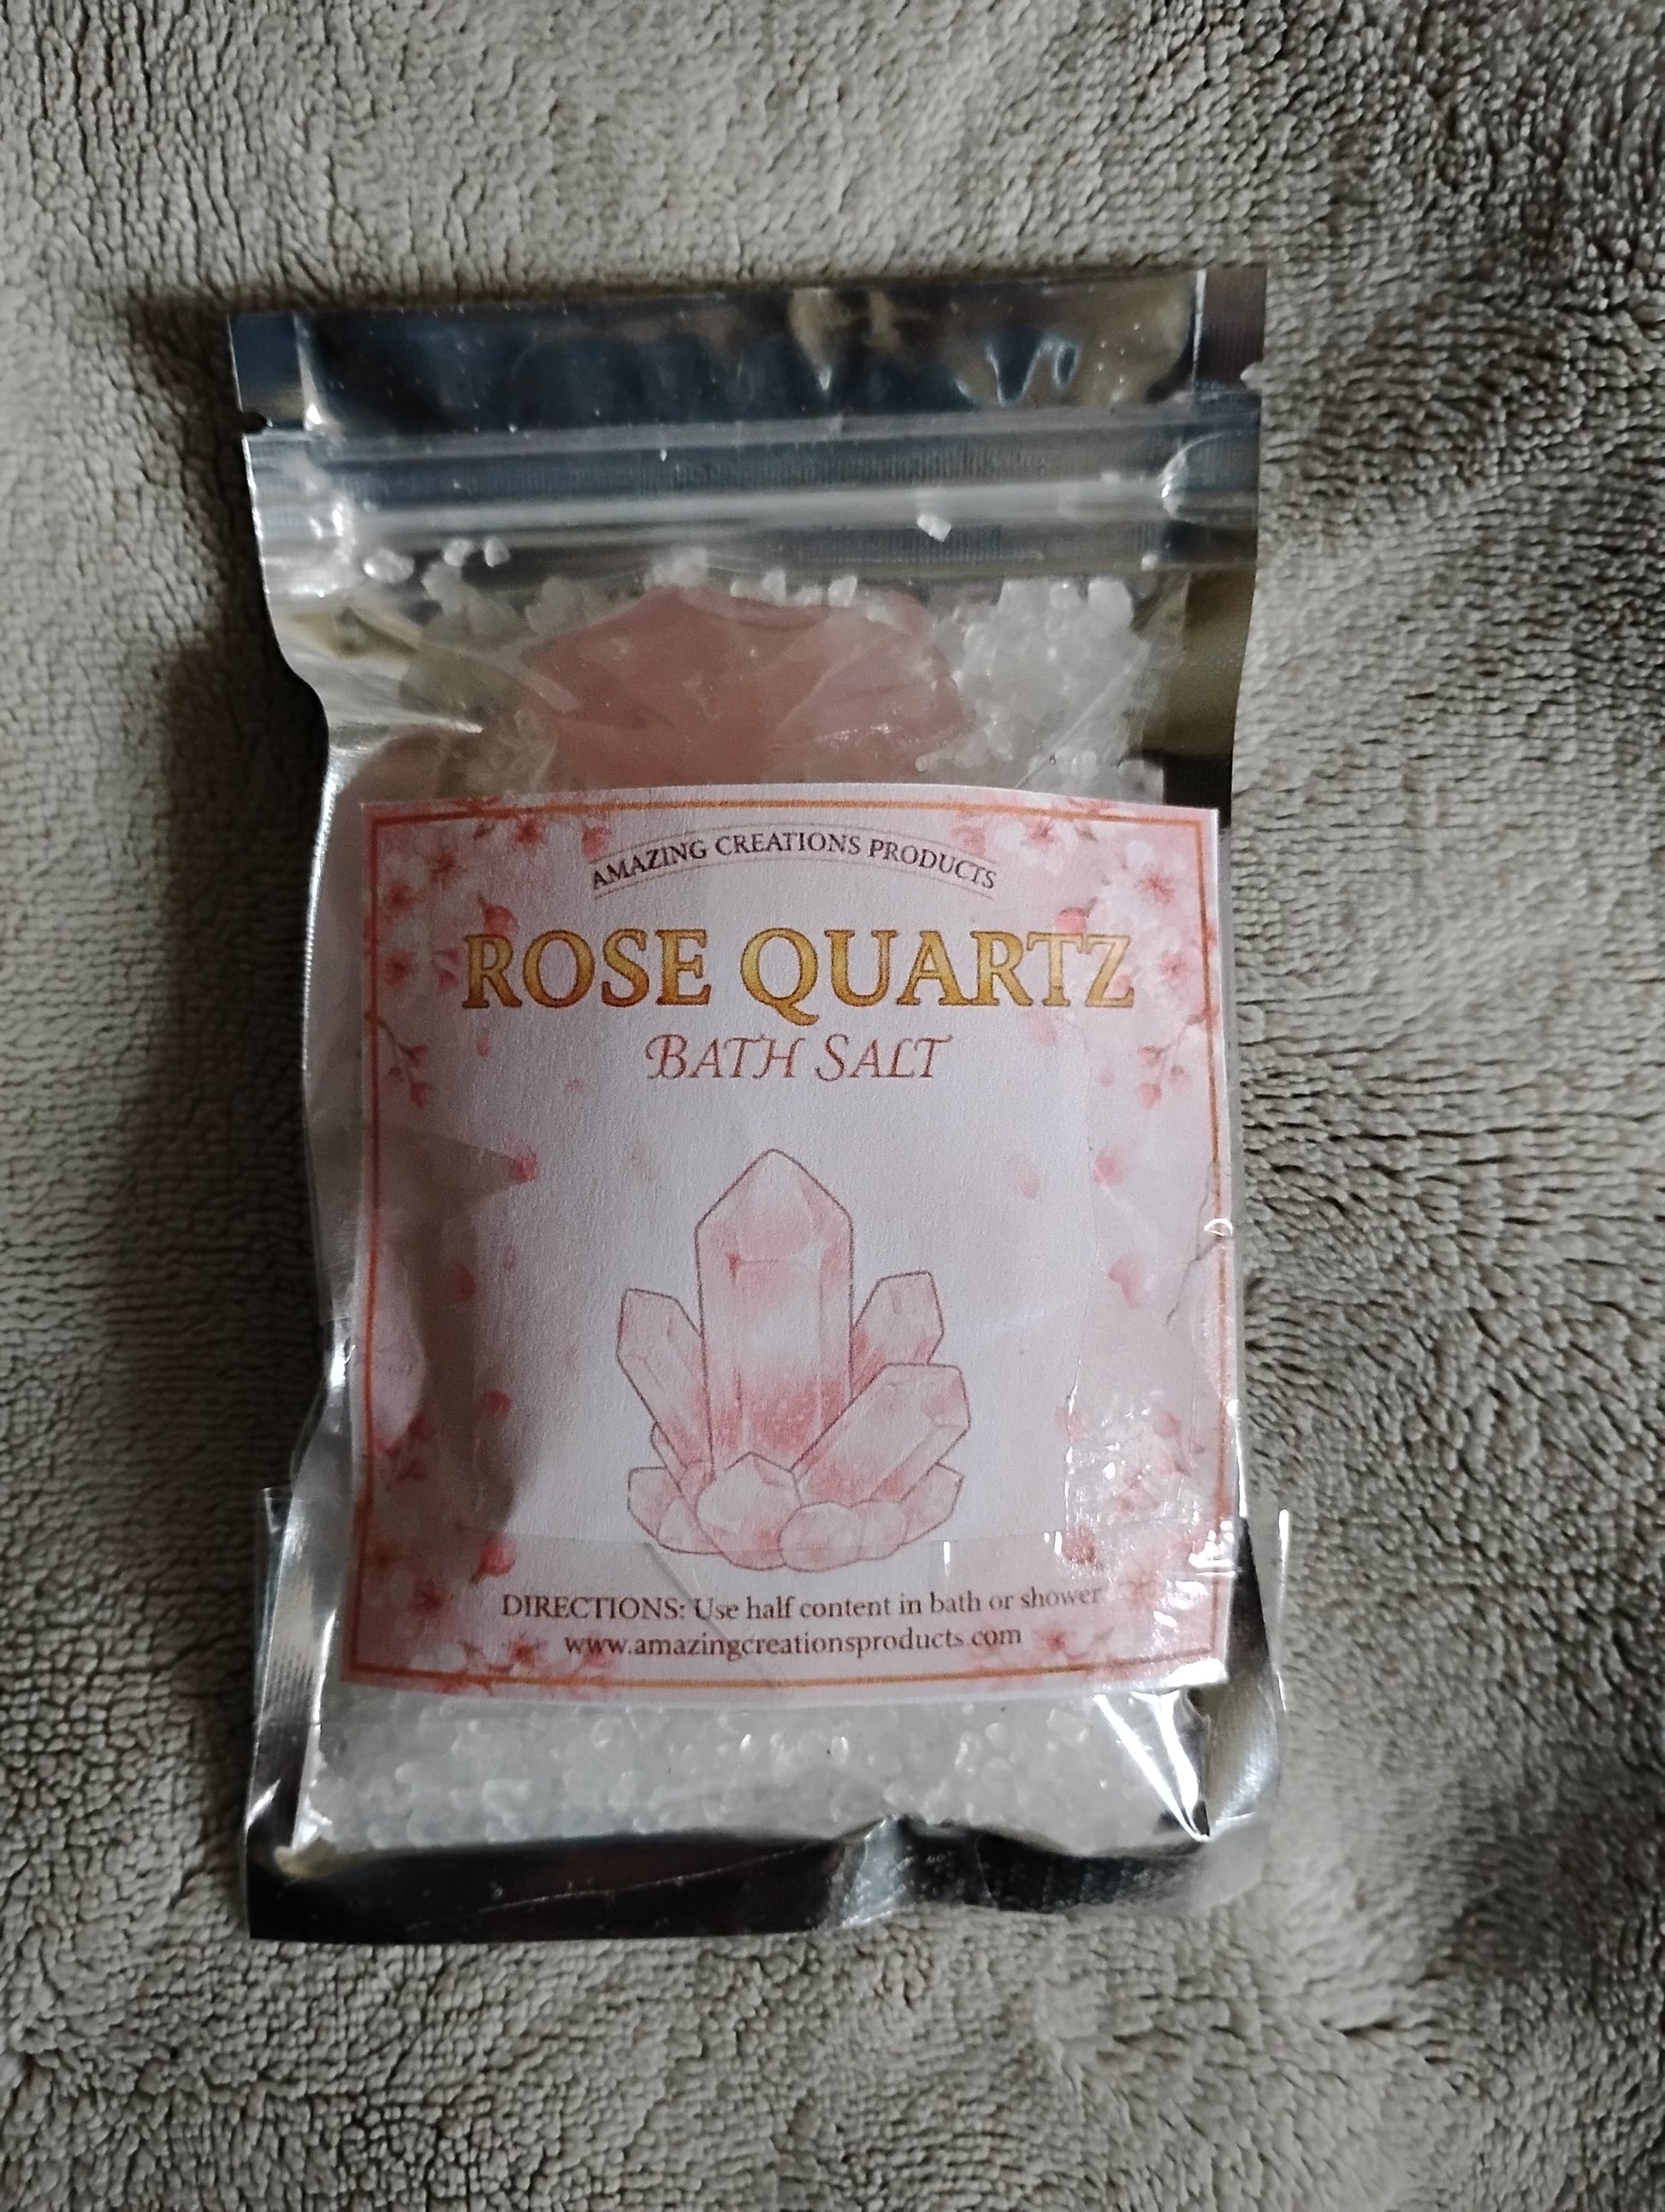 AMAZING CREATIONS PRODUCTS
ROSE QUARTZ
BATH SALT
DIRECTIONS: Use half content in bath or shower
www.amazingcreationsproducts.com